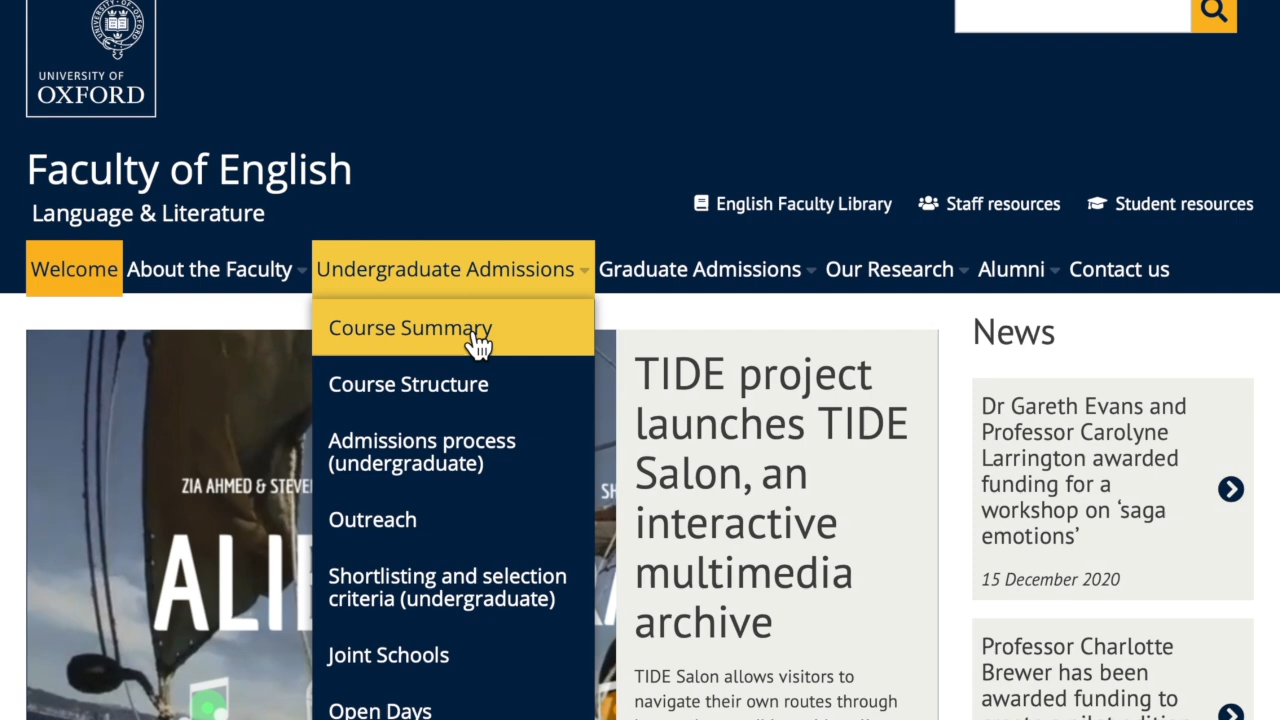 UNIVERSITY OF
OXFORD
Faculty of English
Language & Literature
English Faculty Library Staff resources Student resources
Welcome About the Faculty Undergraduate Admissions Graduate Admissions Our Research Alumni Contact us
Course Summary
Course Structure
Admissions process
(undergraduate)
Outreach
Shortlisting and selection
criteria (undergraduate)
Joint Schools
Open Days
ZIA AHMED &
ALI
TIDE project
launches TIDE
Salon, an
interactive
multimedia
archive
TIDE Salon allows visitors to
navigate their own routes through
News
Dr Gareth Evans and
Professor Carolyne
Larrington awarded
funding for a
workshop on ‘saga
emotions’
15 December 2020
Professor Charlotte
Brewer has been
awarded funding to